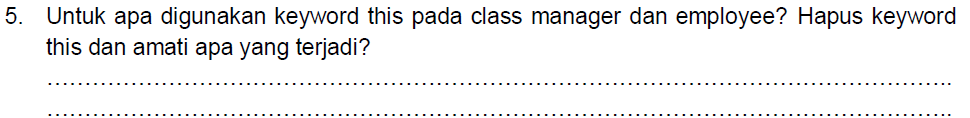 5. Untuk apa digunakan keyword this pada class manager dan employee? Hapus keyword
this dan amati apa yang terjadi?
……………………………………………………………………………………………………….
……………………………………………………………………………………………………….